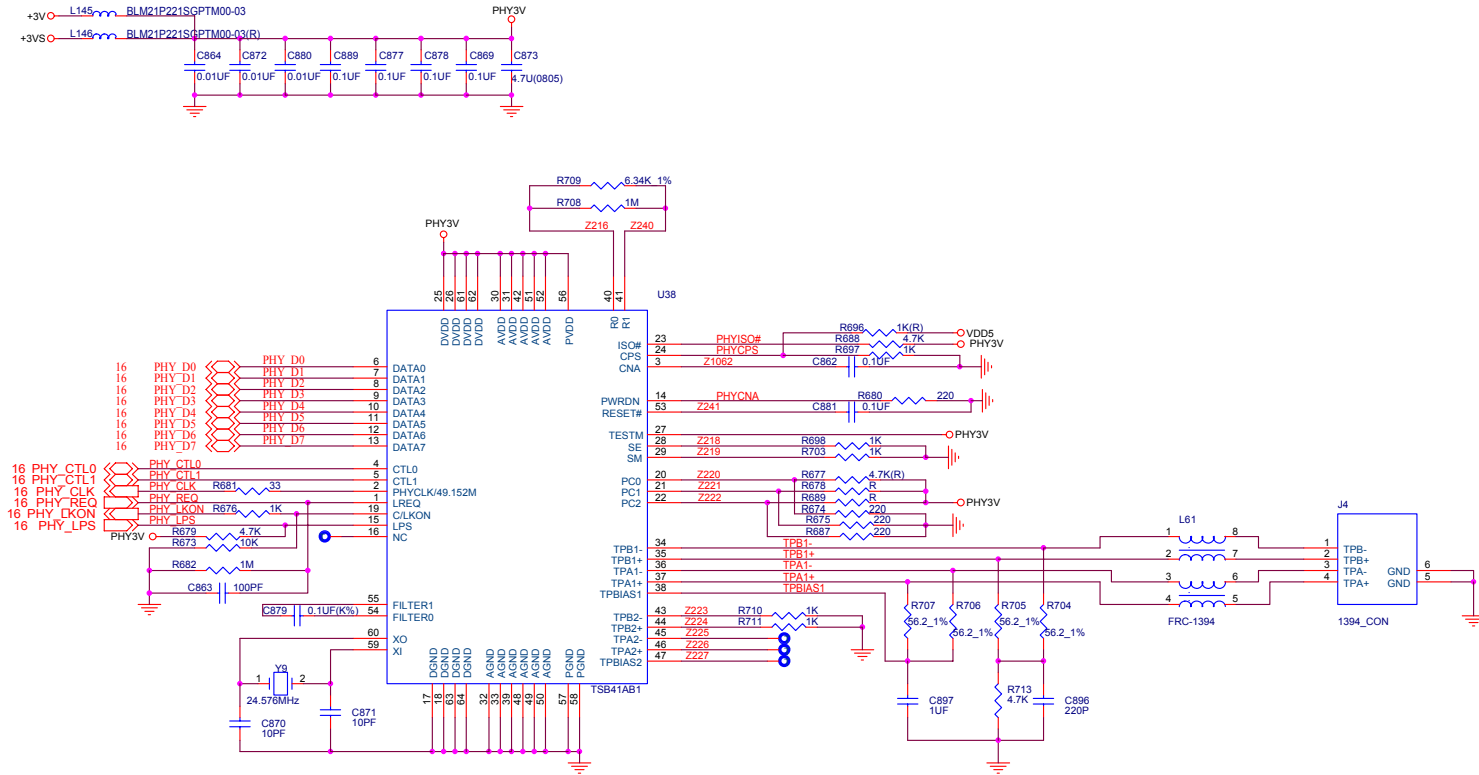 L145 BLM21P221SGPTM00-03
+3V
L146 BLM21P221SGPTM00-03(R)
+3VS
PHY3V
C864 C872 C880 C889 C877 C878 C869 C873
0.01UF 0.01UF 0.01UF 0.1UF 0.1UF 0.1UF 0.1UF 4.7U(0805)
R709 6.34K_1%
R708 1M
Z216 Z240
PHY3V
25 26 61 62 30 31 42 51 52 56 40 41
U38
DVDD DVDD DVDD DVDD AVDD AVDD AVDD AVDD AVDD PVDD R0 R1
R696 1K(R) VDD5
ISO# 23 PHYISO# R688 4.7K PHY3V
CPS 24 PHYCPS R697 1K
CNA 3 Z1062 C862 0.1UF
PWRDN 14 PHYCNA R680 220
RESET# 53 Z241 C881 0.1UF
TESTM 27 PHY3V
SE 28 Z218 R698 1K
SM 29 Z219 R703 1K
PC0 20 Z220 R677 4.7K(R)
PC1 21 Z221 R678 R
PC2 22 Z222 R689 R PHY3V
R674 220
R675 220
R687 220
16 PHY_D0 PHY_D0 6 DATA0
16 PHY_D1 PHY_D1 7 DATA1
16 PHY_D2 PHY_D2 8 DATA2
16 PHY_D3 PHY_D3 9 DATA3
16 PHY_D4 PHY_D4 10 DATA4
16 PHY_D5 PHY_D5 11 DATA5
16 PHY_D6 PHY_D6 12 DATA6
16 PHY_D7 PHY_D7 13 DATA7
16 PHY_CTL0 PHY_CTL0 4 CTL0
16 PHY_CTL1 PHY_CTL1 5 CTL1
16 PHY_CLK PHY_CLK R681 33 2 PHYCLK/49.152M
16 PHY_REQ PHY_REQ 1 LREQ
16 PHY_LKON PHY_LKON R676 1K 19 C/LKON
16 PHY_LPS PHY_LPS 15 LPS
PHY3V R679 4.7K 16 NC
R673 10K
R682 1M
C863 100PF
55 FILTER1
C879 0.1UF(K%) 54 FILTER0
60 XO
59 XI
1 Y9 2
24.576MHz
C870
10PF
C871
10PF
TPB1- 34 TPB1-
TPB1+ 35 TPB1+
TPA1- 36 TPA1-
TPA1+ 37 TPA1+
TPBIAS1 38 TPBIAS1
TPB2- 43 Z223 R710 1K
TPB2+ 44 Z224 R711 1K
TPA2- 45 Z225
TPA2+ 46 Z226
TPBIAS2 47 Z227
DGND DGND DGND DGND AGND AGND AGND AGND AGND AGND PGND PGND
TSB41AB1
17 18 63 64 32 33 39 48 49 50 57 58
R707 R706 R705 R704
56.2_1% 56.2_1% 56.2_1% 56.2_1%
C897
1UF
R713
4.7K
C896
220P
L61
1 8
2 7
3 6
4 5
FRC-1394
J4
1 TPB-
2 TPB+
3 TPA- GND 6
4 TPA+ GND 5
1394_CON